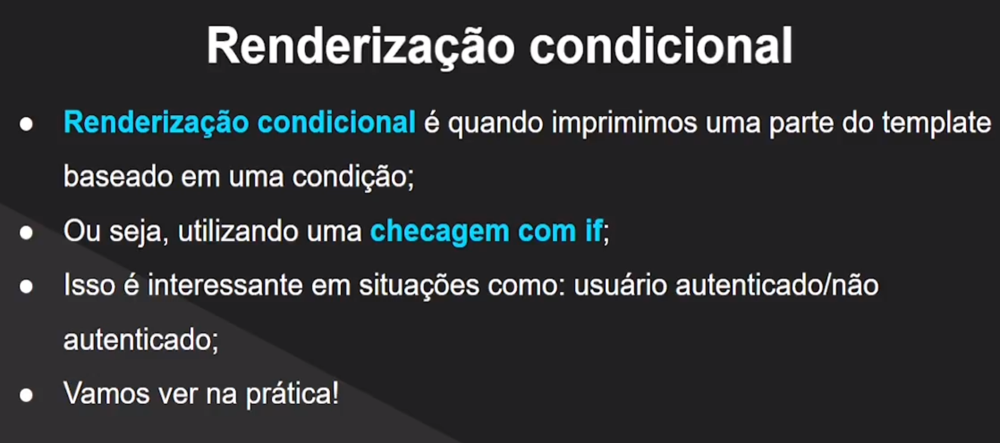 Renderização condicional
● Renderização condicional é quando imprimimos uma parte do template
baseado em uma condição;
● Ou seja, utilizando uma checagem com if;
● Isso é interessante em situações como: usuário autenticado/não
autenticado;
● Vamos ver na prática!